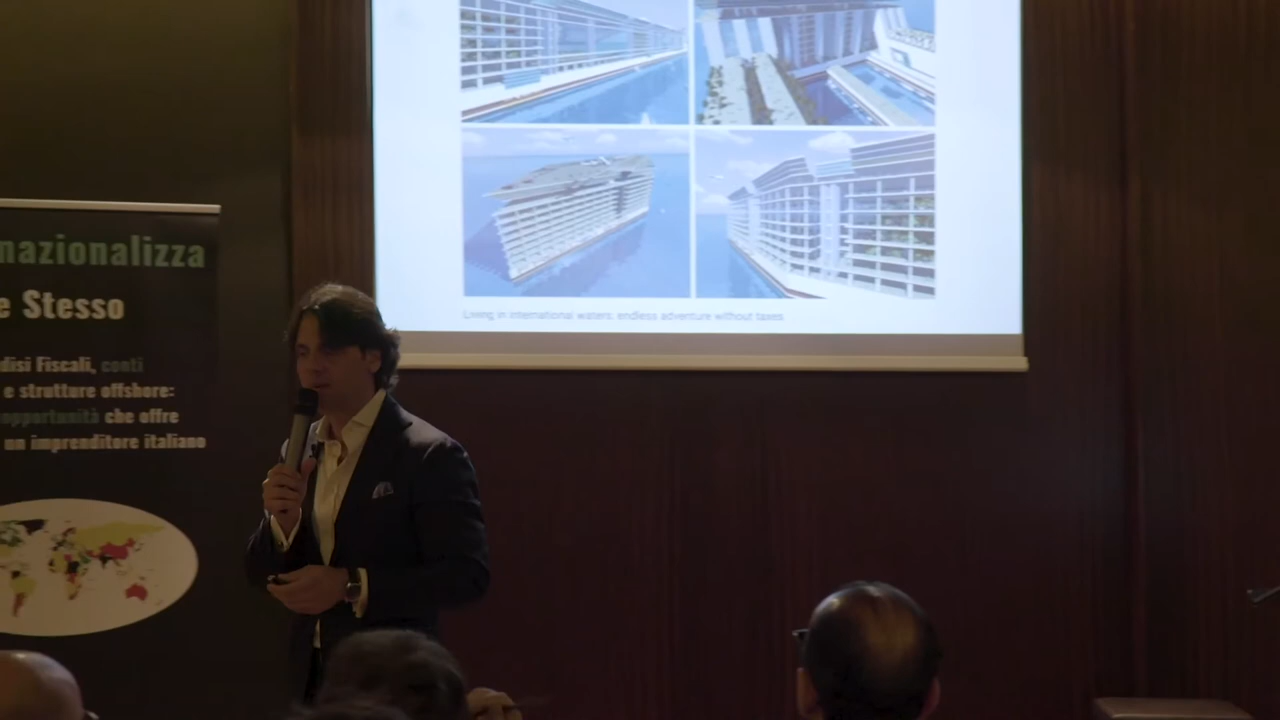 nazionalizza
e Stesso
disi Fiscali, conti
e strutture offshore:
opportunità che offre
un imprenditore italiano
Living in international waters: endless adventure without taxes